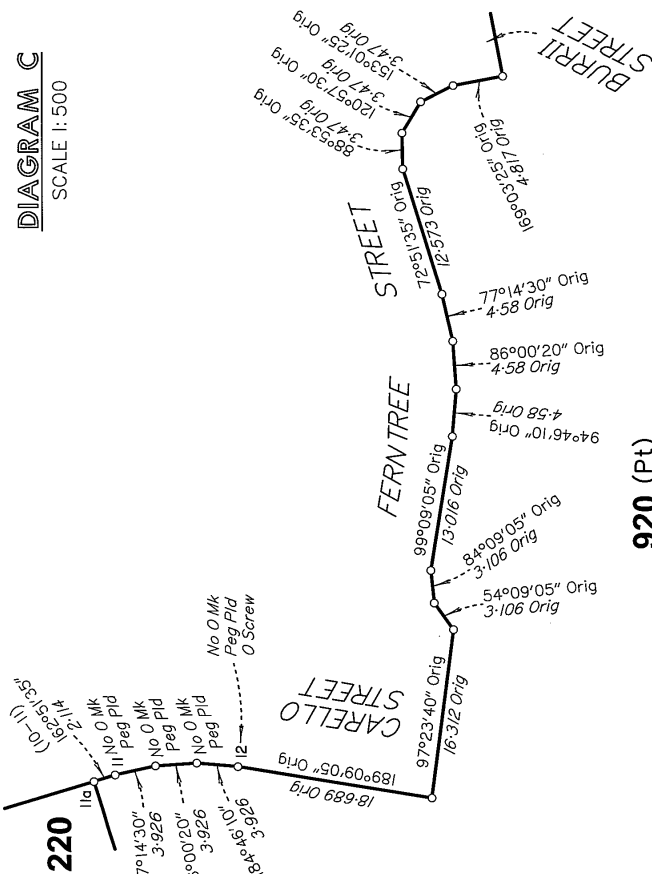 DIAGRAM C
SCALE 1:500
BURRII
STREET
153°01'25" Orig
3·47 Orig
120°57'30" Orig
3·47 Orig
88°53'35" Orig
3·47 Orig
169°03'25" Orig
4·817 Orig
STREET
72°51'35" Orig
12·573 Orig
77°14'30" Orig
4·58 Orig
86°00'20" Orig
4·58 Orig
94°46'10" Orig
4·58 Orig
FERNTREE
99°09'05" Orig
13·016 Orig
84°09'05" Orig
3·106 Orig
54°09'05" Orig
3·106 Orig
920 (Pt)
97°23'40" Orig
16·312 Orig
CARELLO
STREET
189°09'05" Orig
18·689 Orig
No O Mk
Peg Pld
O Screw
12
(10-11)
162°51'35"
2·114
No O Mk
Peg Pld
No O Mk
Peg Pld
No O Mk
Peg Pld
11a
11
220
7°14'30"
3·926
5°00'20"
3·926
84°46'10"
3·926